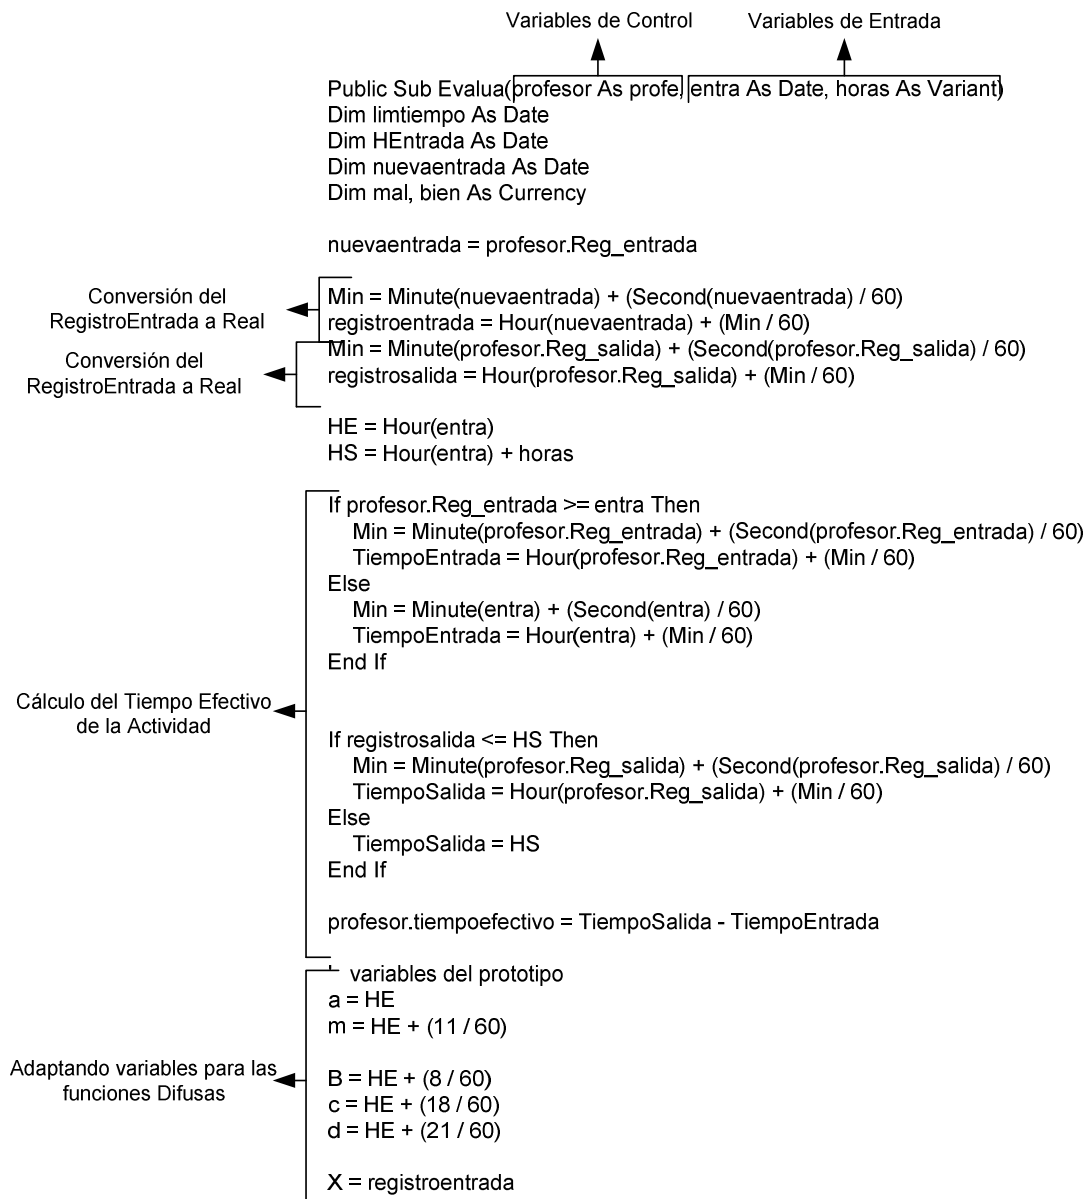 Variables de Control
Variables de Entrada
Public Sub Evalua(profesor As profe, entra As Date, horas As Variant)
Dim limtiempo As Date
Dim HEntrada As Date
Dim nuevaentrada As Date
Dim mal, bien As Currency
nuevaentrada = profesor.Reg_entrada
Conversión del
RegistroEntrada a Real
Min = Minute(nuevaentrada) + (Second(nuevaentrada) / 60)
registroentrada = Hour(nuevaentrada) + (Min / 60)
Conversión del
RegistroEntrada a Real
Min = Minute(profesor.Reg_salida) + (Second(profesor.Reg_salida) / 60)
registrosalida = Hour(profesor.Reg_salida) + (Min / 60)
HE = Hour(entra)
HS = Hour(entra) + horas
If profesor.Reg_entrada >= entra Then
Min = Minute(profesor.Reg_entrada) + (Second(profesor.Reg_entrada) / 60)
TiempoEntrada = Hour(profesor.Reg_entrada) + (Min / 60)
Else
Min = Minute(entra) + (Second(entra) / 60)
TiempoEntrada = Hour(entra) + (Min / 60)
End If
Cálculo del Tiempo Efectivo
de la Actividad
If registrosalida <= HS Then
Min = Minute(profesor.Reg_salida) + (Second(profesor.Reg_salida) / 60)
TiempoSalida = Hour(profesor.Reg_salida) + (Min / 60)
Else
TiempoSalida = HS
End If
profesor.tiempoefectivo = TiempoSalida - TiempoEntrada
' variables del prototipo
a = HE
m = HE + (11 / 60)
Adaptando variables para las
funciones Difusas
B = HE + (8 / 60)
c = HE + (18 / 60)
d = HE + (21 / 60)
X = registroentrada